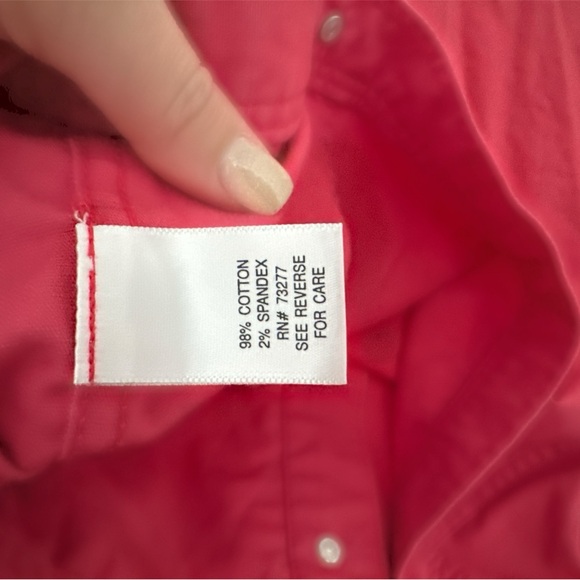 98% COTTON
2% SPANDEX
RN# 73277
SEE REVERSE
FOR CARE